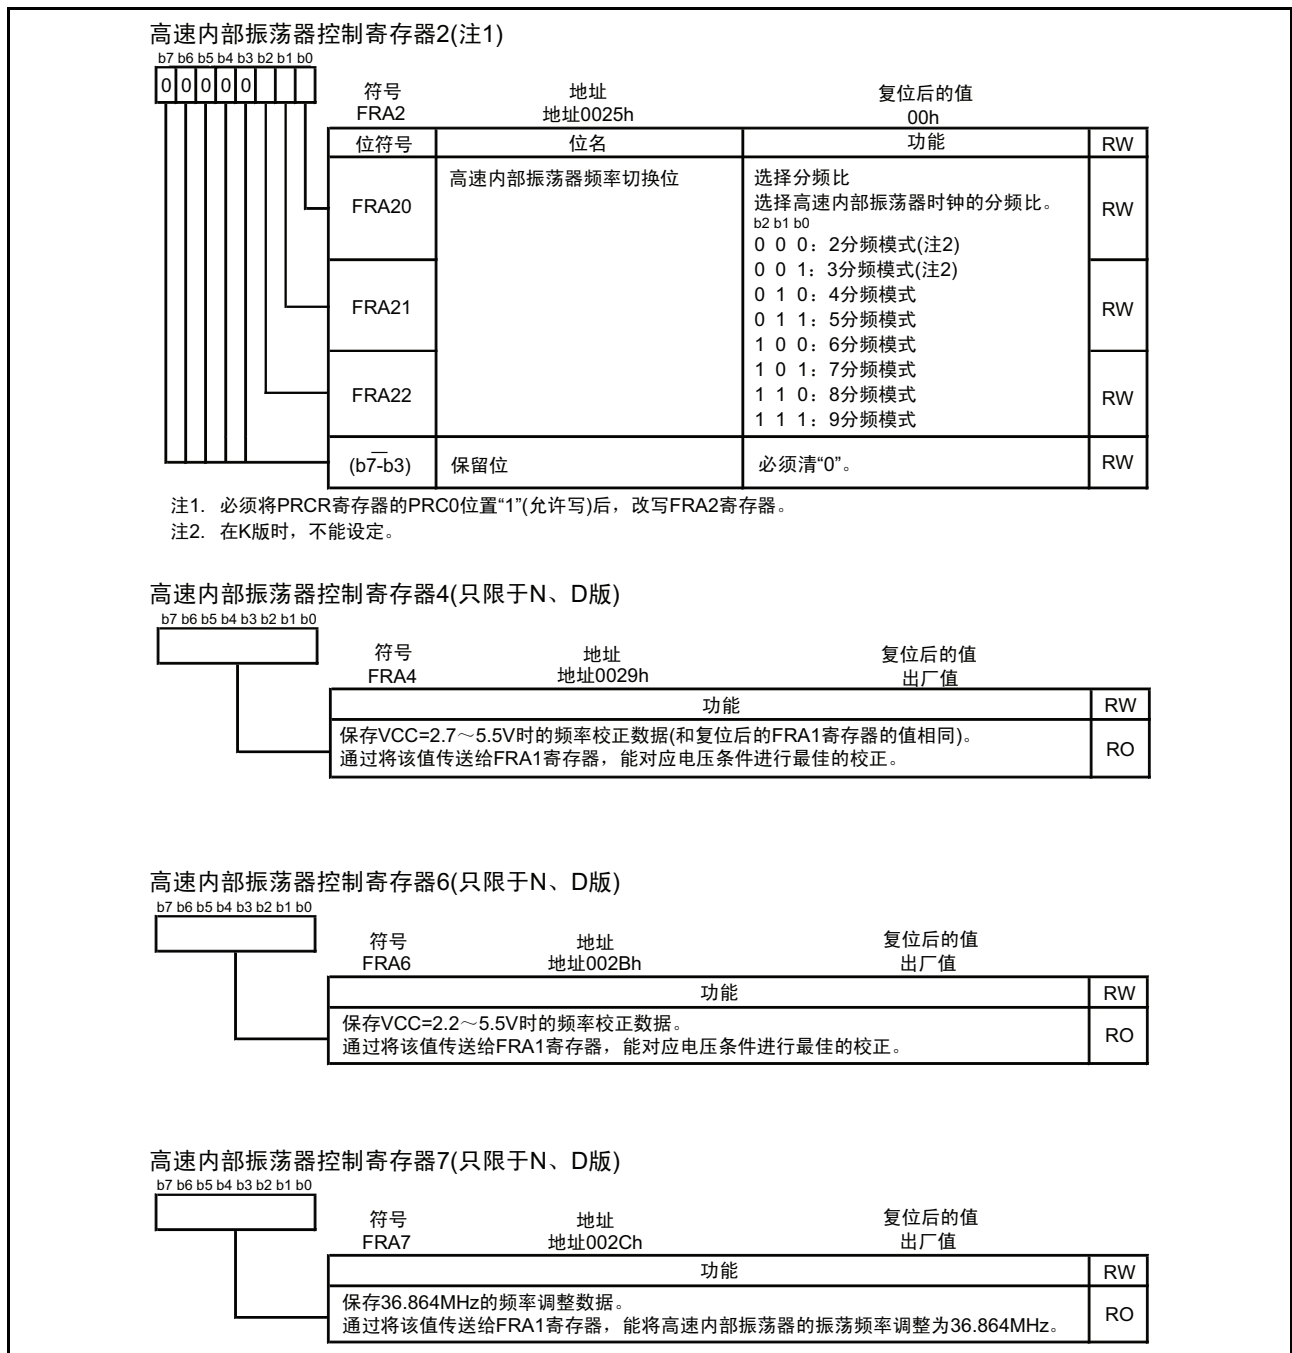 高速内部振荡器控制寄存器2(注1)
b7 b6 b5 b4 b3 b2 b1 b0
0 0 0 0 0
符号 地址 复位后的值
FRA2 地址0025h 00h
位符号 位名 功能 RW
FRA20 高速内部振荡器频率切换位 选择分频比 RW
选择高速内部振荡器时钟的分频比。
b2 b1 b0
0 0 0：2分频模式(注2)
0 0 1：3分频模式(注2)
FRA21 0 1 0：4分频模式 RW
0 1 1：5分频模式
1 0 0：6分频模式
FRA22 1 0 1：7分频模式 RW
1 1 0：8分频模式
1 1 1：9分频模式
—
(b7-b3) 保留位 必须清“0”。 RW
注1. 必须将PRCR寄存器的PRC0位置“1”(允许写)后，改写FRA2寄存器。
注2. 在K版时，不能设定。
高速内部振荡器控制寄存器4(只限于N、D版)
b7 b6 b5 b4 b3 b2 b1 b0
符号 地址 复位后的值
FRA4 地址0029h 出厂值
功能 RW
保存VCC=2.7～5.5V时的频率校正数据(和复位后的FRA1寄存器的值相同)。
通过将该值传送给FRA1寄存器，能对应电压条件进行最佳的校正。 RO
高速内部振荡器控制寄存器6(只限于N、D版)
b7 b6 b5 b4 b3 b2 b1 b0
符号 地址 复位后的值
FRA6 地址002Bh 出厂值
功能 RW
保存VCC=2.2～5.5V时的频率校正数据。
通过将该值传送给FRA1寄存器，能对应电压条件进行最佳的校正。 RO
高速内部振荡器控制寄存器7(只限于N、D版)
b7 b6 b5 b4 b3 b2 b1 b0
符号 地址 复位后的值
FRA7 地址002Ch 出厂值
功能 RW
保存36.864MHz的频率调整数据。
通过将该值传送给FRA1寄存器，能将高速内部振荡器的振荡频率调整为36.864MHz。 RO